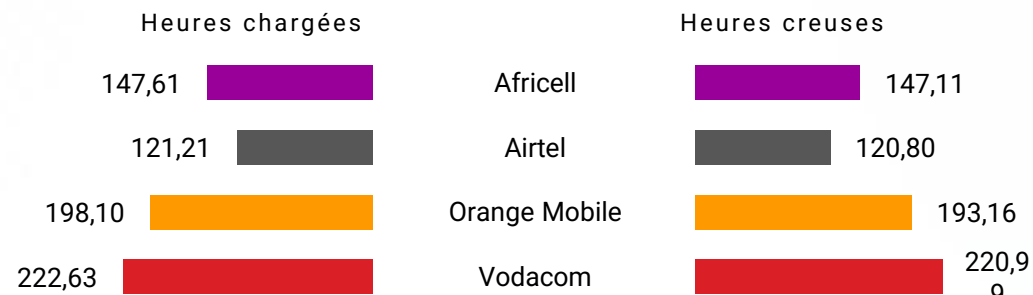 Heures chargées Heures creuses
147,61 Africell 147,11
121,21 Airtel 120,80
198,10 Orange Mobile 193,16
222,63 Vodacom 220,9
9